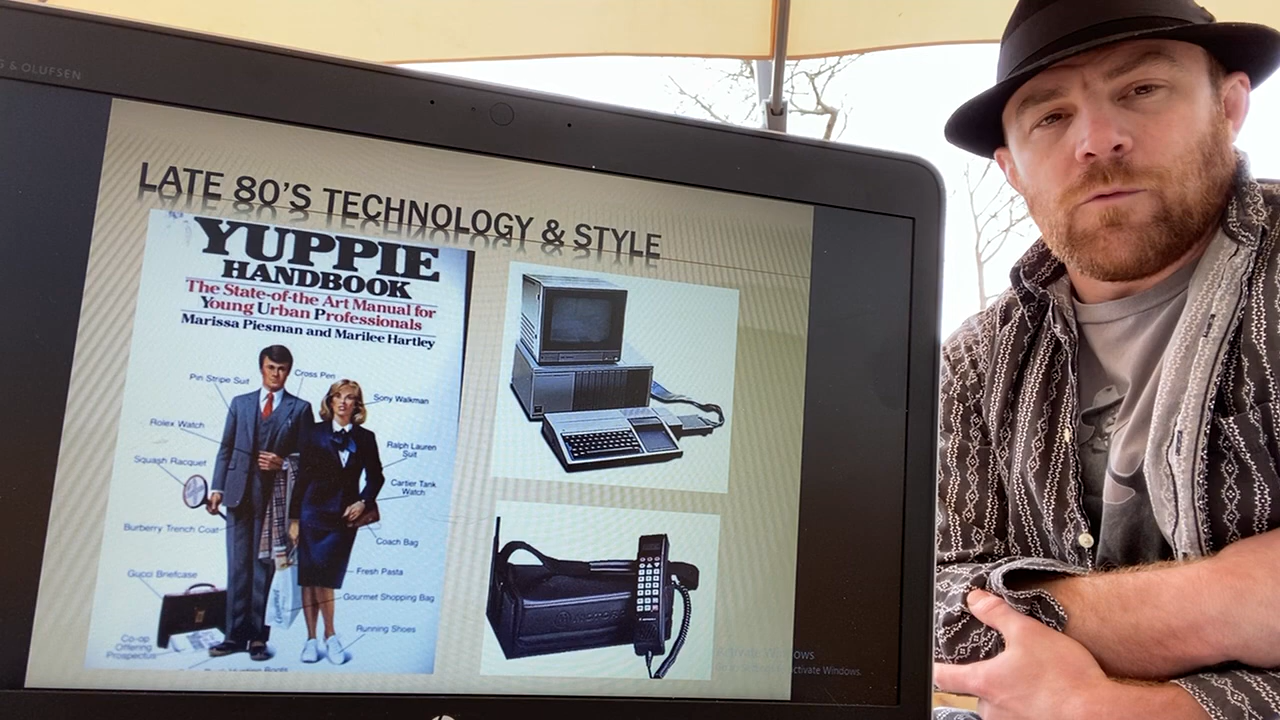 & OLUFSEN
LATE 80'S TECHNOLOGY & STYLE
YUPPIE
HANDBOOK
The State-of-the Art Manual for
Young Urban Professionals
Marissa Piesman and Marilee Hartley
Pin Stripe Suit
Cross Pen
Sony Walkman
Rolex Watch
Ralph Lauren
Suit
Squash Racquet
Cartier Tank
Watch
Burberry Trench Coat
Coach Bag
Gucci Briefcase
Fresh Pasta
Gourmet Shopping Bag
Running Shoes
Co-op
Offering
Prospectus
Windows
Activate Windows.